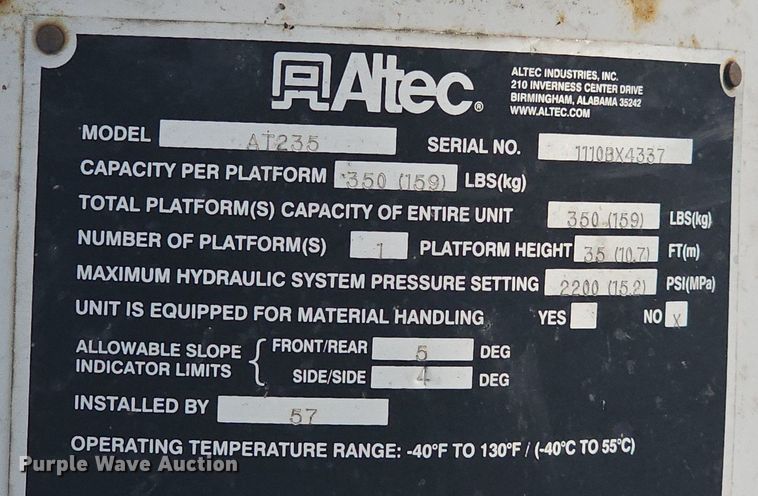 Altec®
ALTEC INDUSTRIES, INC.
210 INVERNESS CENTER DRIVE
BIRMINGHAM, ALABAMA 35242
WWW.ALTEC.COM
MODEL AT235 SERIAL NO. 1110BX4337
CAPACITY PER PLATFORM 350 (159) LBS(kg)
TOTAL PLATFORM(S) CAPACITY OF ENTIRE UNIT 350 (159) LBS(kg)
NUMBER OF PLATFORM(S) 1 PLATFORM HEIGHT 35 (10.7) FT(m)
MAXIMUM HYDRAULIC SYSTEM PRESSURE SETTING 2200 (15.2) PSI(MPa)
UNIT IS EQUIPPED FOR MATERIAL HANDLING YES NO X
ALLOWABLE SLOPE INDICATOR LIMITS
FRONT/REAR 5 DEG
SIDE/SIDE 4 DEG
INSTALLED BY 57
OPERATING TEMPERATURE RANGE: -40°F TO 130°F / (-40°C TO 55°C)
Purple Wave Auction